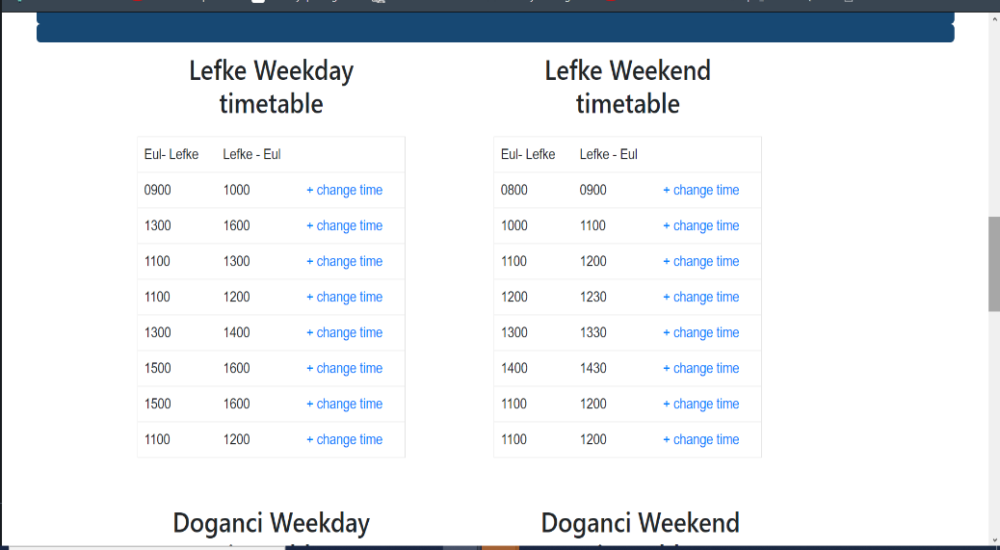 Lefke Weekday
timetable
Eul- Lefke Lefke - Eul
0900 1000 + change time
1300 1600 + change time
1100 1300 + change time
1100 1200 + change time
1300 1400 + change time
1500 1600 + change time
1500 1600 + change time
1100 1200 + change time
Lefke Weekend
timetable
Eul- Lefke Lefke - Eul
0800 0900 + change time
1000 1100 + change time
1100 1200 + change time
1200 1230 + change time
1300 1330 + change time
1400 1430 + change time
1100 1200 + change time
1100 1200 + change time
Doganci Weekday
Doganci Weekend